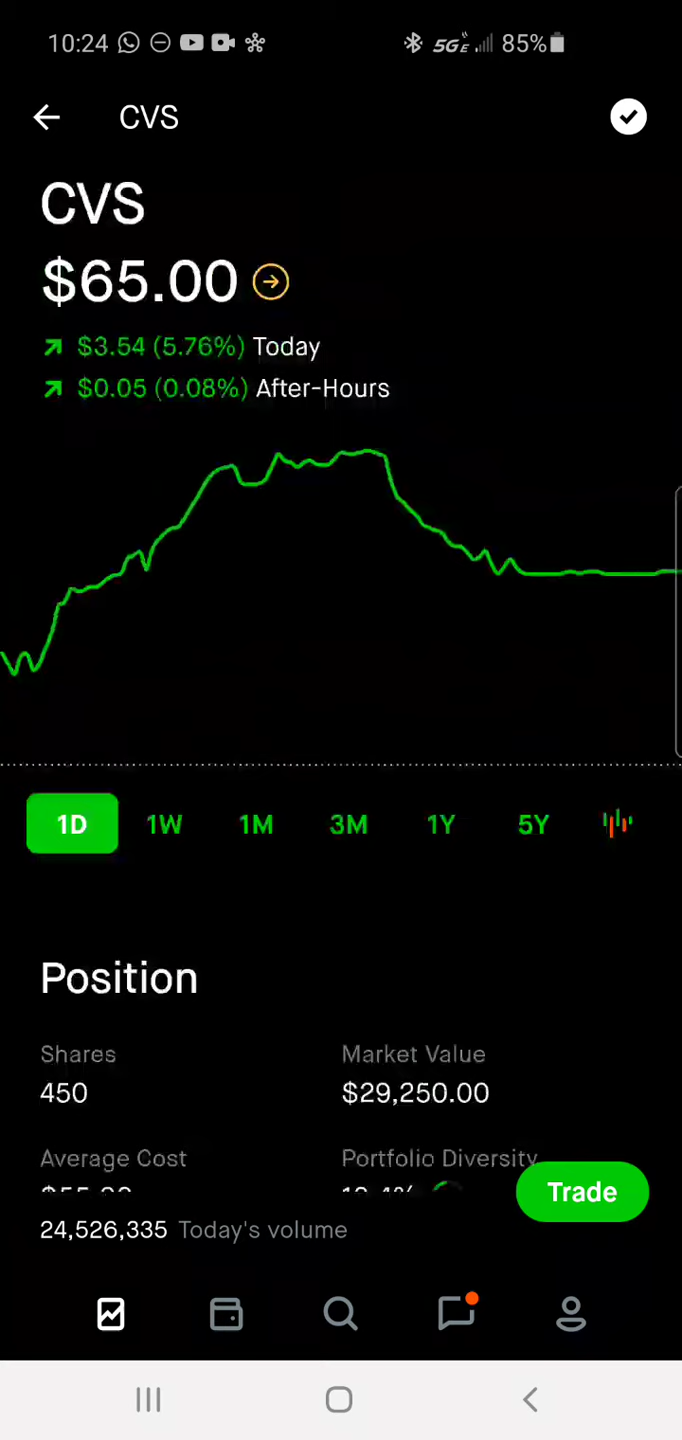 10:24 5GE 85%
CVS
CVS
$65.00
$3.54 (5.76%) Today
$0.05 (0.08%) After-Hours
1D 1W 1M 3M 1Y 5Y
Position
Shares Market Value
450 $29,250.00
Average Cost Portfolio Diversity
Trade
24,526,335 Today's volume